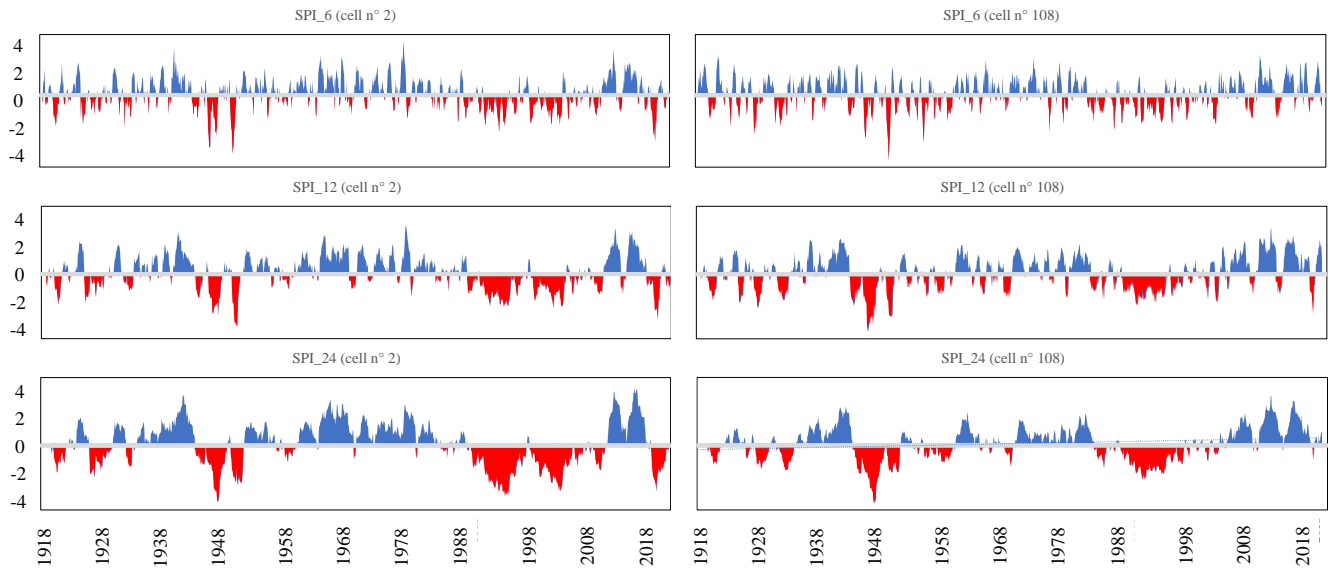 SPI_6 (cell n° 2)
4
2
0
-2
-4
SPI_6 (cell n° 108)
SPI_12 (cell n° 2)
4
2
0
-2
-4
SPI_12 (cell n° 108)
SPI_24 (cell n° 2)
4
2
0
-2
-4
SPI_24 (cell n° 108)
1918 1928 1938 1948 1958 1968 1978 1988 1998 2008 2018
1918 1928 1938 1948 1958 1968 1978 1988 1998 2008 2018